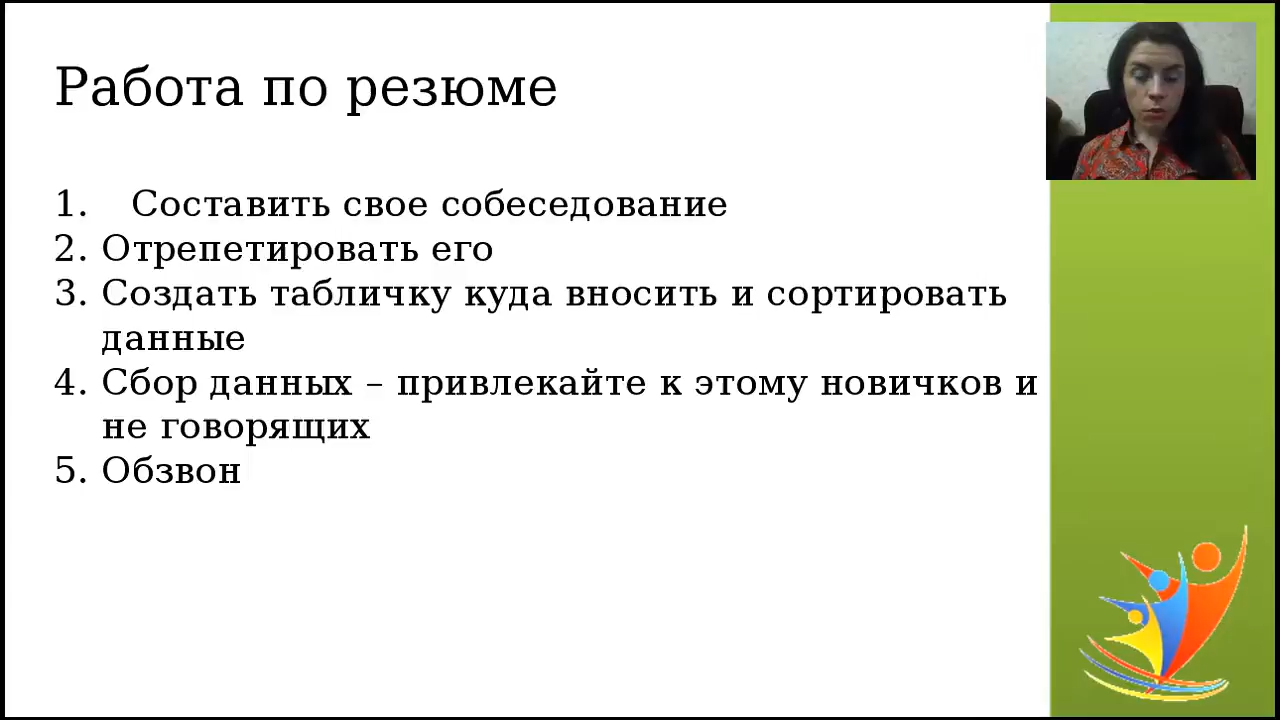 Работа по резюме
1. Составить свое собеседование
2. Отрепетировать его
3. Создать табличку куда вносить и сортировать
данные
4. Сбор данных – привлекайте к этому новичков и
не говорящих
5. Обзвон